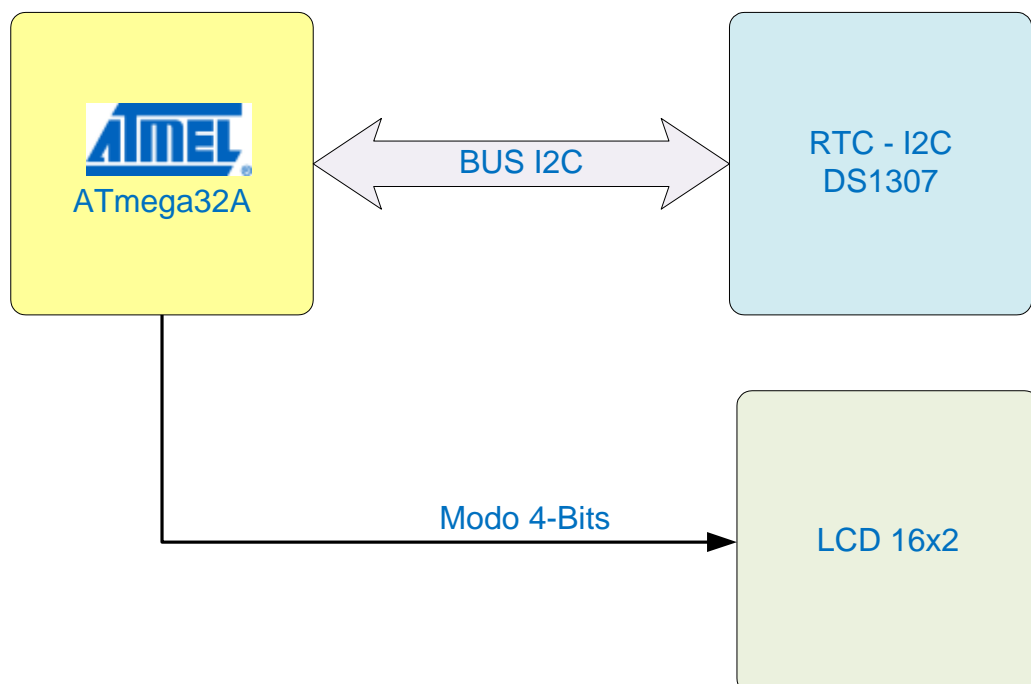 ATMEL®
ATmega32A
BUS I2C
RTC - I2C
DS1307
Modo 4-Bits
LCD 16x2